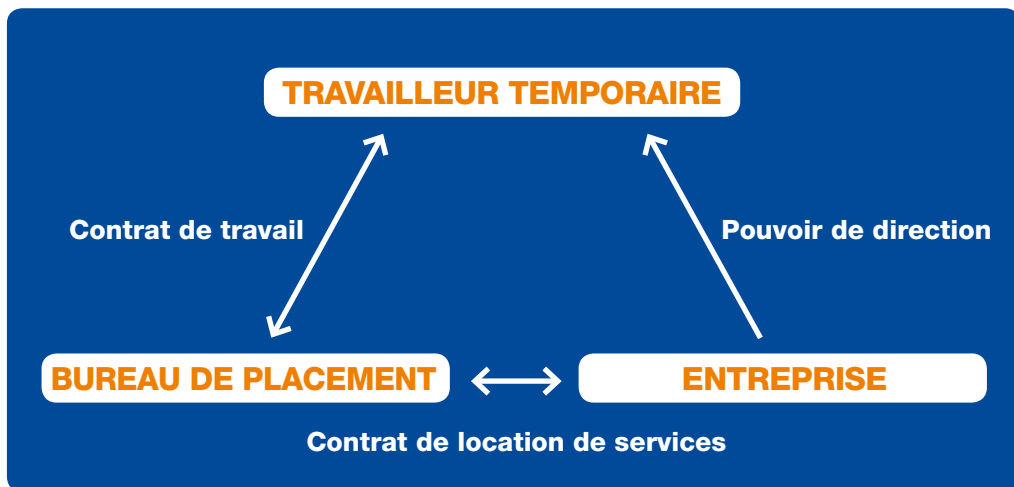 TRAVAILLEUR TEMPORAIRE
Contrat de travail
Pouvoir de direction
BUREAU DE PLACEMENT
ENTREPRISE
Contrat de location de services